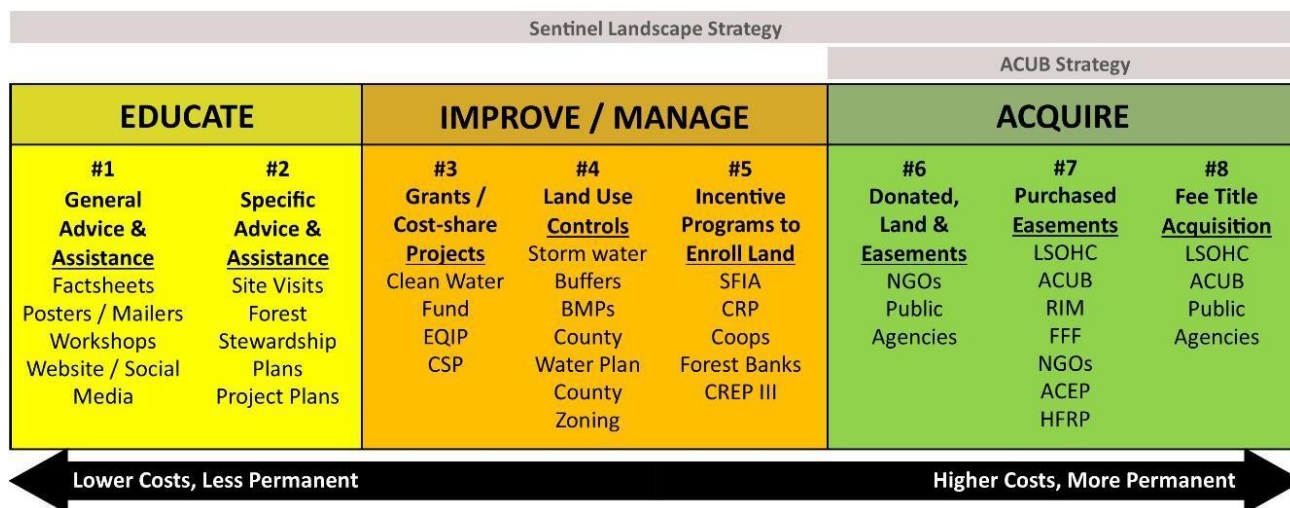 Sentinel Landscape Strategy
ACUB Strategy
EDUCATE
IMPROVE / MANAGE
ACQUIRE
#1
General
Advice &
Assistance
Factsheets
Posters / Mailers
Workshops
Website / Social
Media
#2
Specific
Advice &
Assistance
Site Visits
Forest
Stewardship
Plans
Project Plans
#3
Grants /
Cost-share
Projects
Clean Water
Fund
EQIP
CSP
#4
Land Use
Controls
Storm water
Buffers
BMPs
County
Water Plan
County
Zoning
#5
Incentive
Programs to
Enroll Land
SFIA
CRP
Coops
Forest Banks
CREP III
#6
Donated,
Land &
Easements
NGOs
Public
Agencies
#7
Purchased
Easements
LSOHC
ACUB
RIM
FFF
NGOs
ACEP
HFRP
#8
Fee Title
Acquisition
LSOHC
ACUB
Public
Agencies
Lower Costs, Less Permanent
Higher Costs, More Permanent